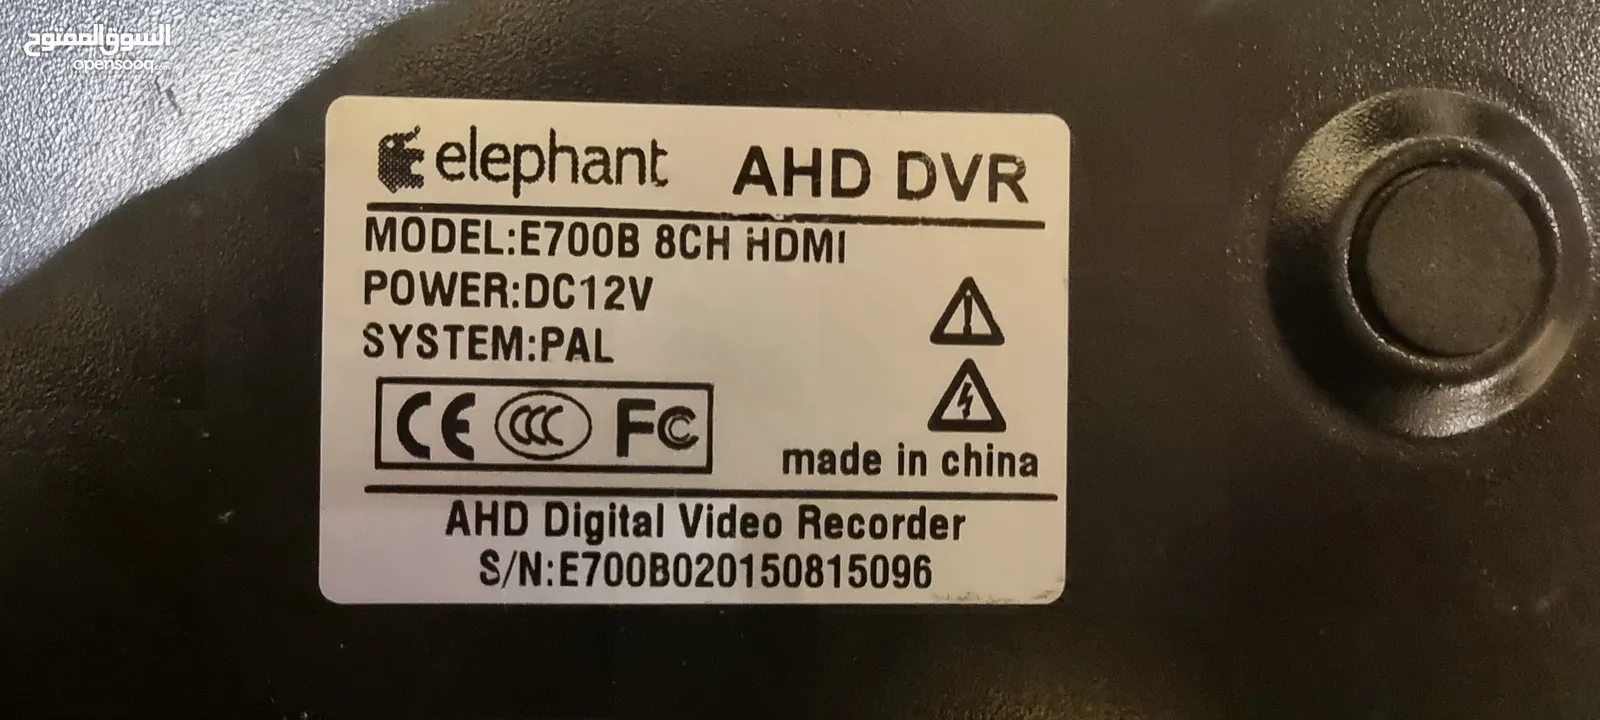 السوق المفتوح
opensooq.com
elephant AHD DVR
MODEL:E700B 8CH HDMI
POWER:DC12V
SYSTEM:PAL
CE CCC FC
made in china
AHD Digital Video Recorder
S/N:E700B020150815096